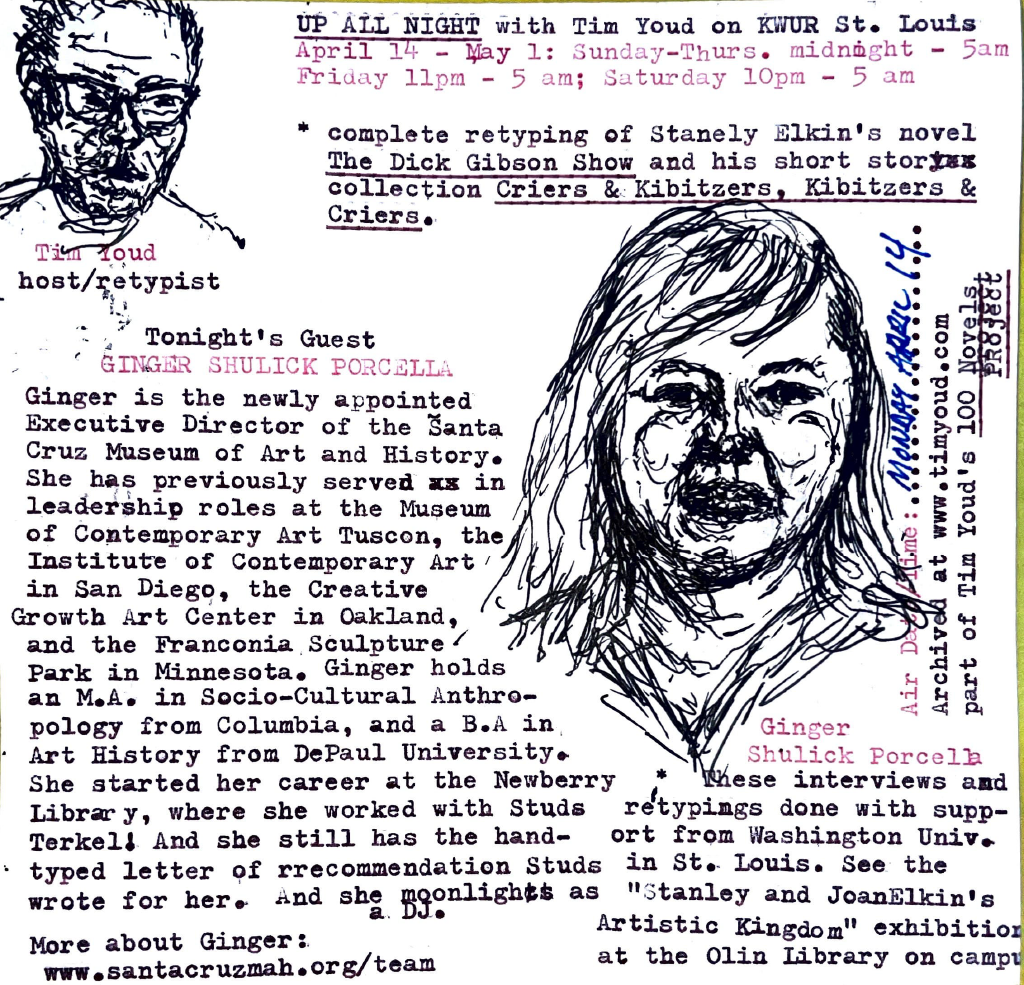 UP ALL NIGHT with Tim Youd on KWUR St. Louis
April 14 - May 1: Sunday-Thurs. midnight - 5am
Friday 11pm - 5 am; Saturday 10pm - 5 am
* complete retyping of Stanely Elkin's novel
The Dick Gibson Show and his short storyxx
collection Criers & Kibitzers, Kibitzers &
Criers.
Tim Youd
host/retypist
Tonight's Guest
GINGER SHULICK PORCELLA
Ginger is the newly appointed
Executive Director of the Santa
Cruz Museum of Art and History.
She has previously served xx in
leadership roles at the Museum
of Contemporary Art Tuscon, the
Institute of Contemporary Art
in San Diego, the Creative
Growth Art Center in Oakland,
and the Franconia Sculpture
Park in Minnesota. Ginger holds
an M.A. in Socio-Cultural Anthro-
pology from Columbia, and a B.A in
Art History from DePaul University.
She started her career at the Newberry
Library, where she worked with Studs
Terkel! And she still has the hand-
typed letter of rrecommendation Studs
wrote for her. And she moonlights as
a DJ.
More about Ginger:
www.santacruzmah.org/team
Air Date/Time: MONDAY APRIL 14
Archived at www.timyoud.com
part of Tim Youd's 100 Novels
PROJECT
Ginger
Shulick Porcella
* These interviews and
retypings done with supp-
ort from Washington Univ.
in St. Louis. See the
"Stanley and JoanElkin's
Artistic Kingdom" exhibition
at the Olin Library on campu